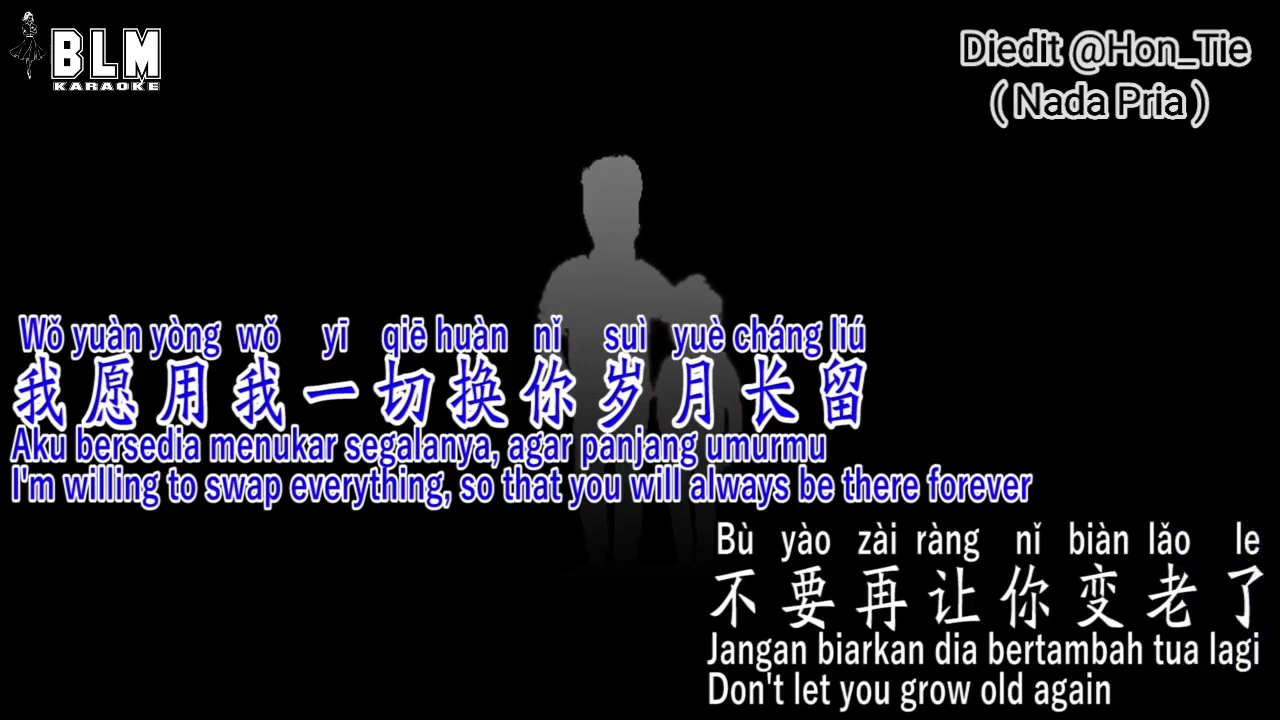 BLM
KARAOKE
Diedit @Hon_Tie
( Nada Pria )
Wǒ yuàn yòng wǒ yī qiē huàn nǐ suì yuè cháng liú
我愿用我一切换你岁月长留
Aku bersedia menukar segalanya, agar panjang umurmu
I'm willing to swap everything, so that you will always be there forever
Bù yào zài ràng nǐ biàn lǎo le
不要再让你变老了
Jangan biarkan dia bertambah tua lagi
Don't let you grow old again